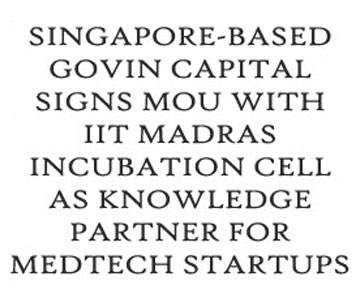 SINGAPORE-BASED
GOVIN CAPITAL
SIGNS MOU WITH
IIT MADRAS
INCUBATION CELL
AS KNOWLEDGE
PARTNER FOR
MEDTECH STARTUPS